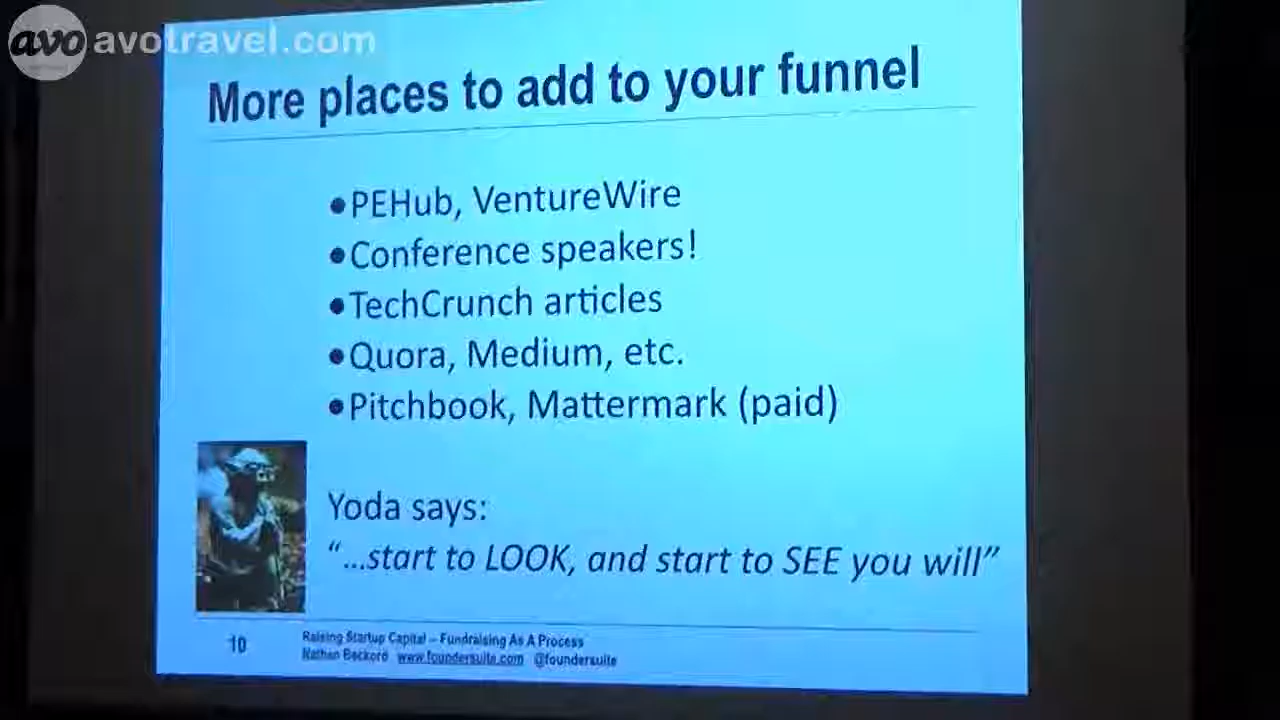 avo avotravel.com
More places to add to your funnel
•PEHub, VentureWire
•Conference speakers!
•TechCrunch articles
•Quora, Medium, etc.
•Pitchbook, Mattermark (paid)
Yoda says:
“...start to LOOK, and start to SEE you will”
10
Raising Startup Capital – Fundraising As A Process
Nathan Beckord www.foundersuite.com @foundersuite